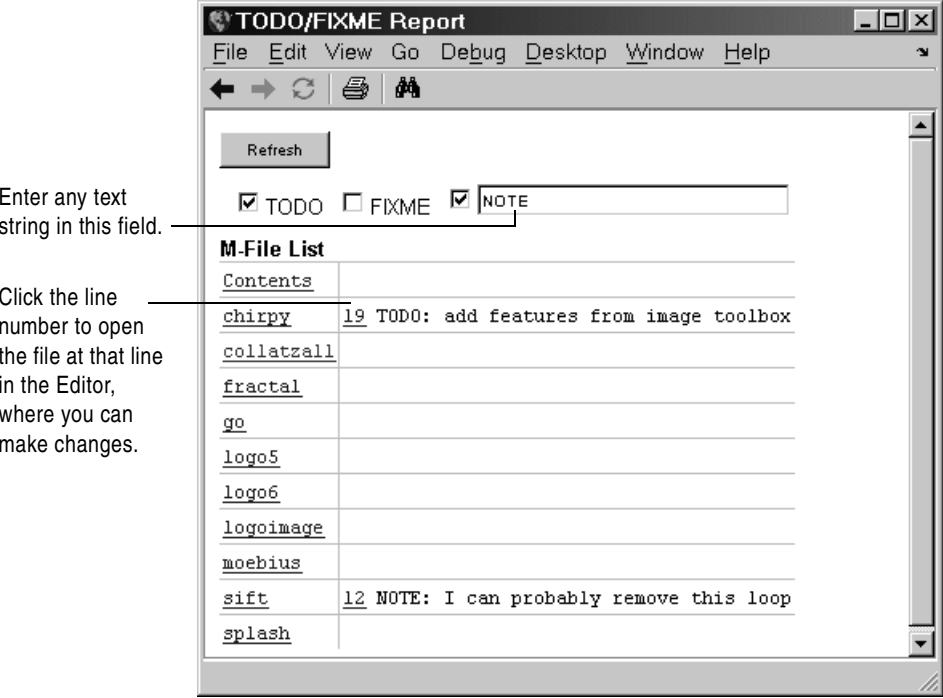 TODO/FIXME Report
File Edit View Go Debug Desktop Window Help
Refresh
Enter any text
string in this field.
TODO FIXME NOTE
M-File List
Contents
Click the line
number to open
the file at that line
in the Editor,
where you can
make changes.
chirpy 19 TODO: add features from image toolbox
collatzall
fractal
go
logo5
logo6
logoimage
moebius
sift 12 NOTE: I can probably remove this loop
splash